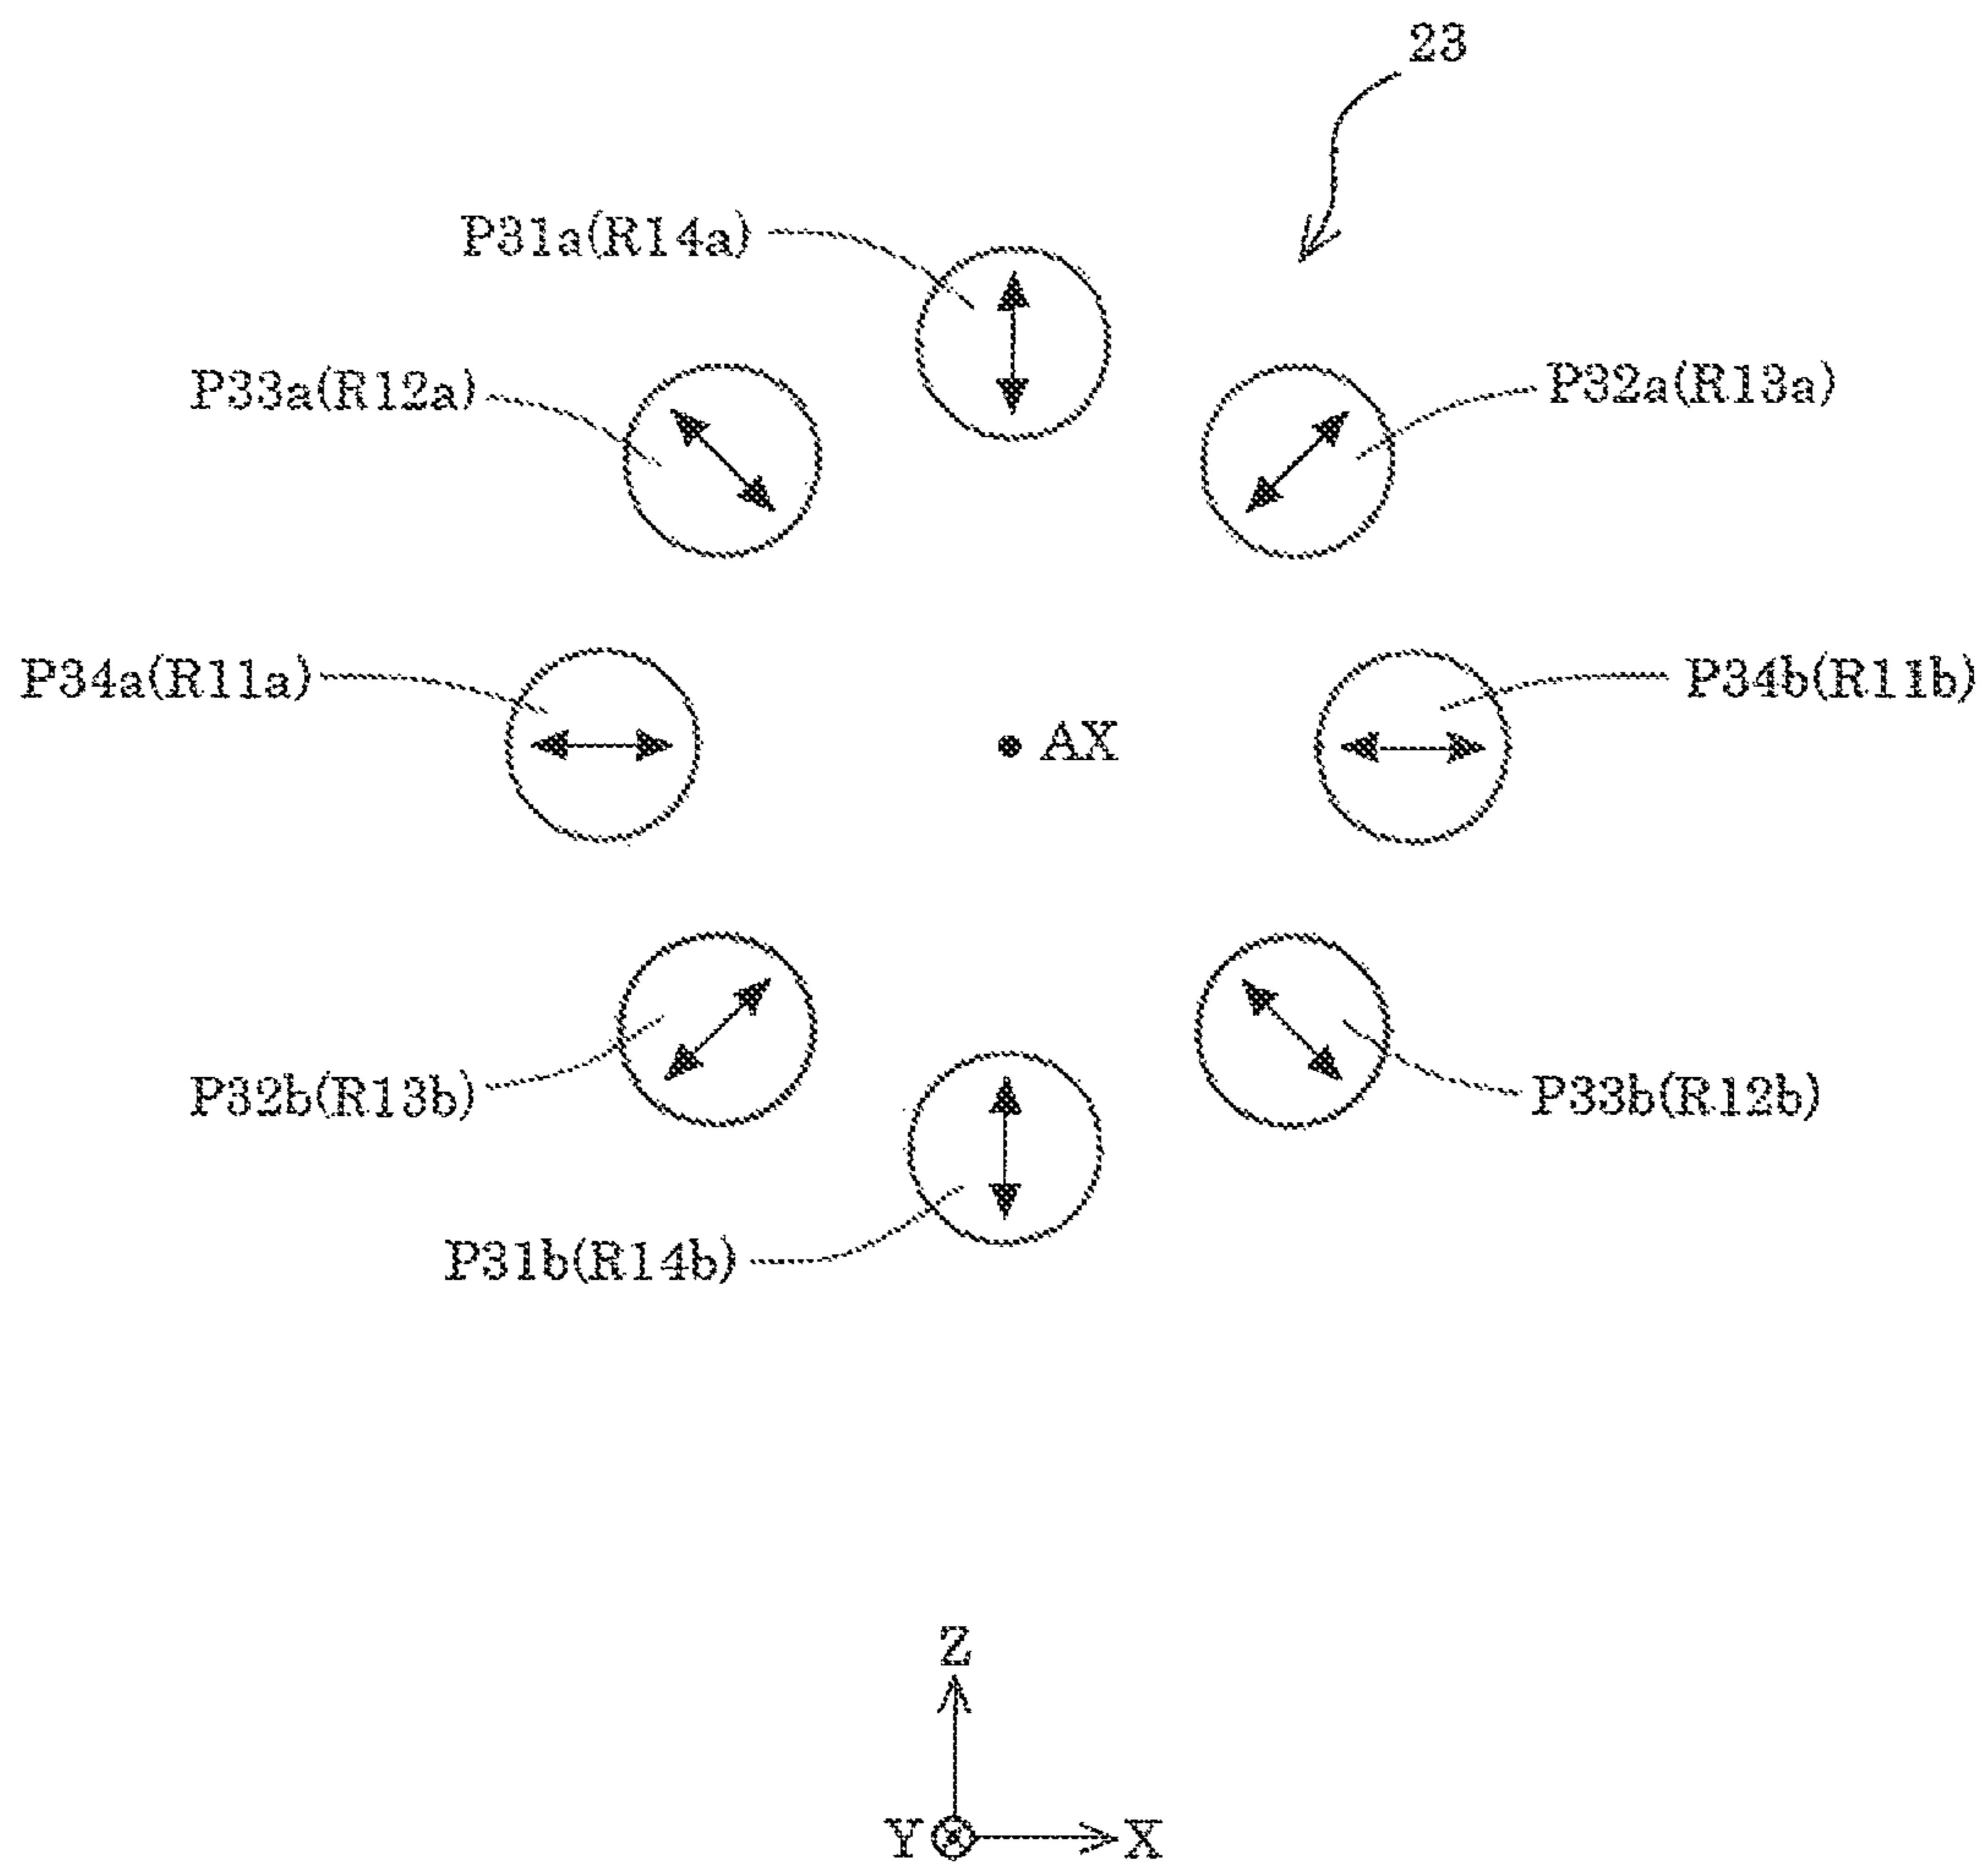 23
P31a(R14a)
P33a(R12a)
P32a(R13a)
P34a(R11a)
P34b(R11b)
AX
P32b(R13b)
P33b(R12b)
P31b(R14b)
Z
Y
X